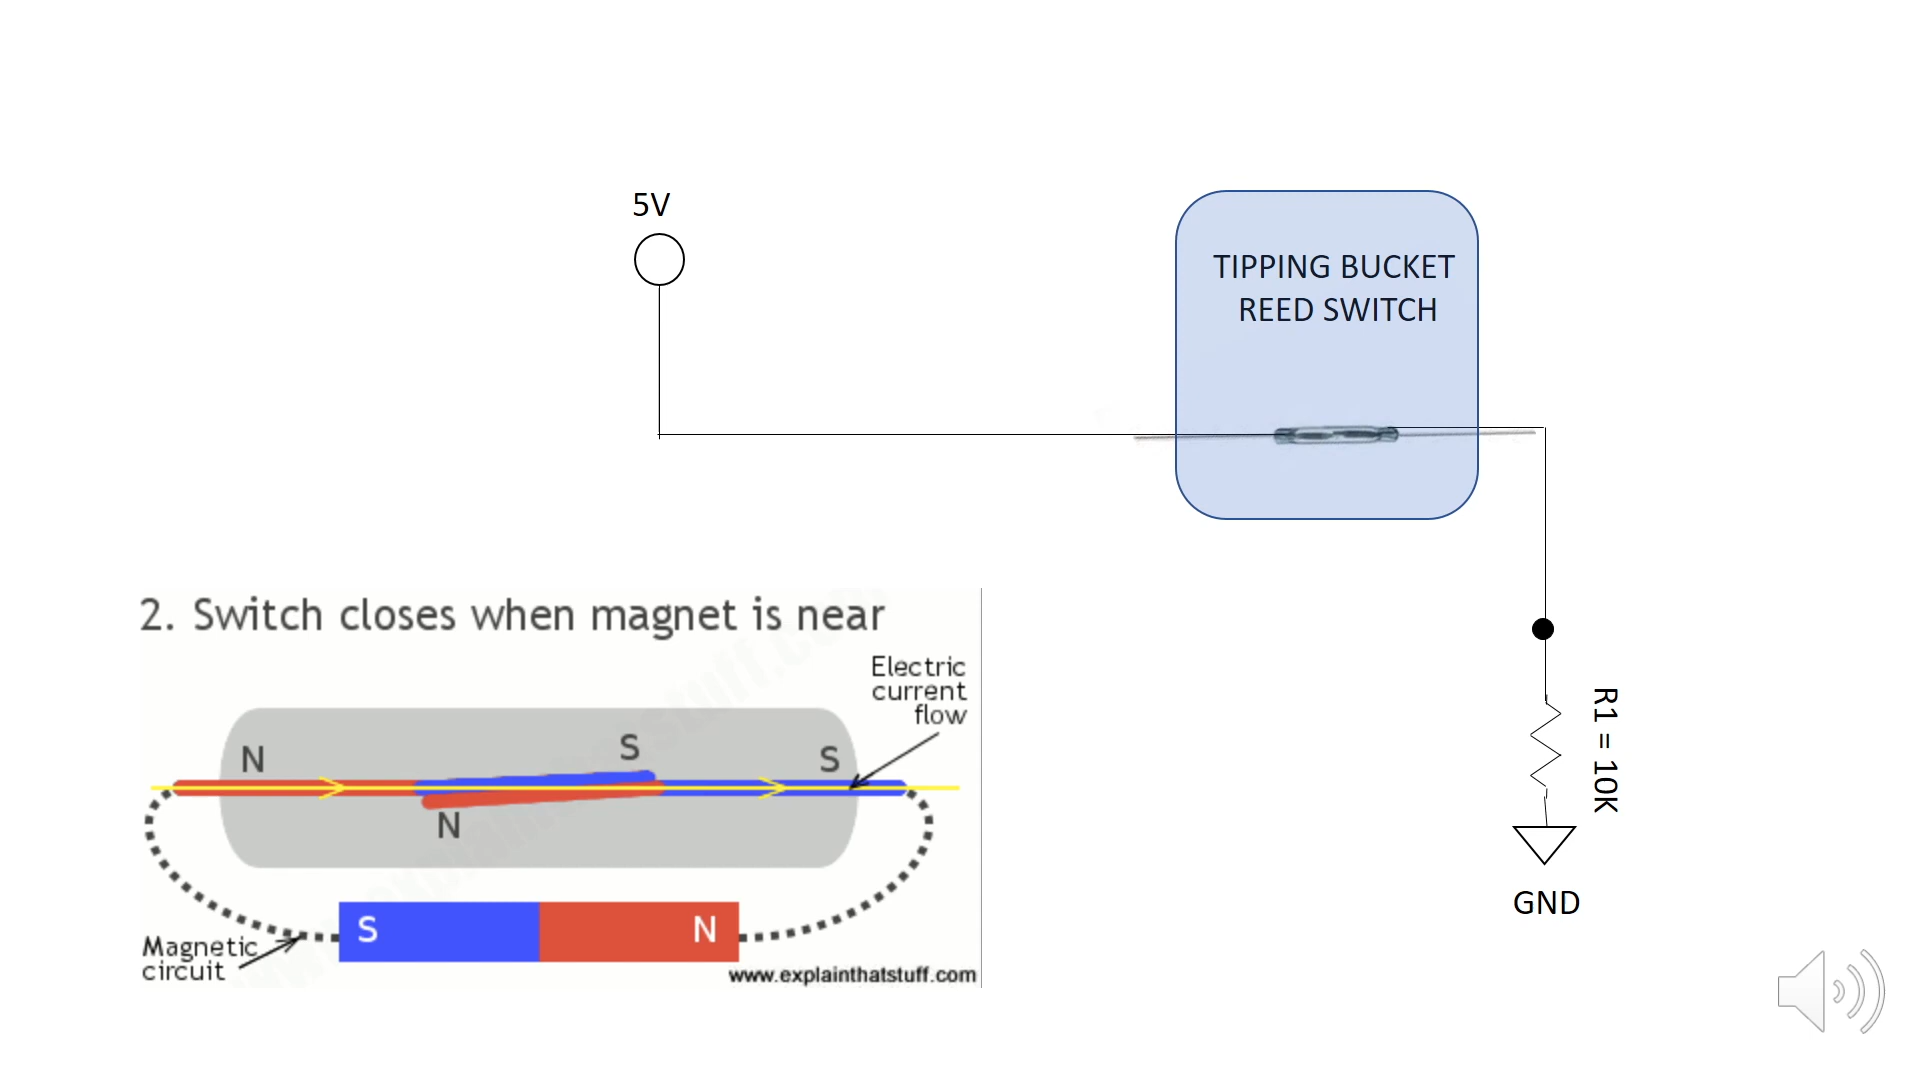 5V
TIPPING BUCKET
REED SWITCH
2. Switch closes when magnet is near
Electric
current
flow
N
S
S
N
S
N
Magnetic
circuit
www.explainthatstuff.com
R1 = 10K
GND